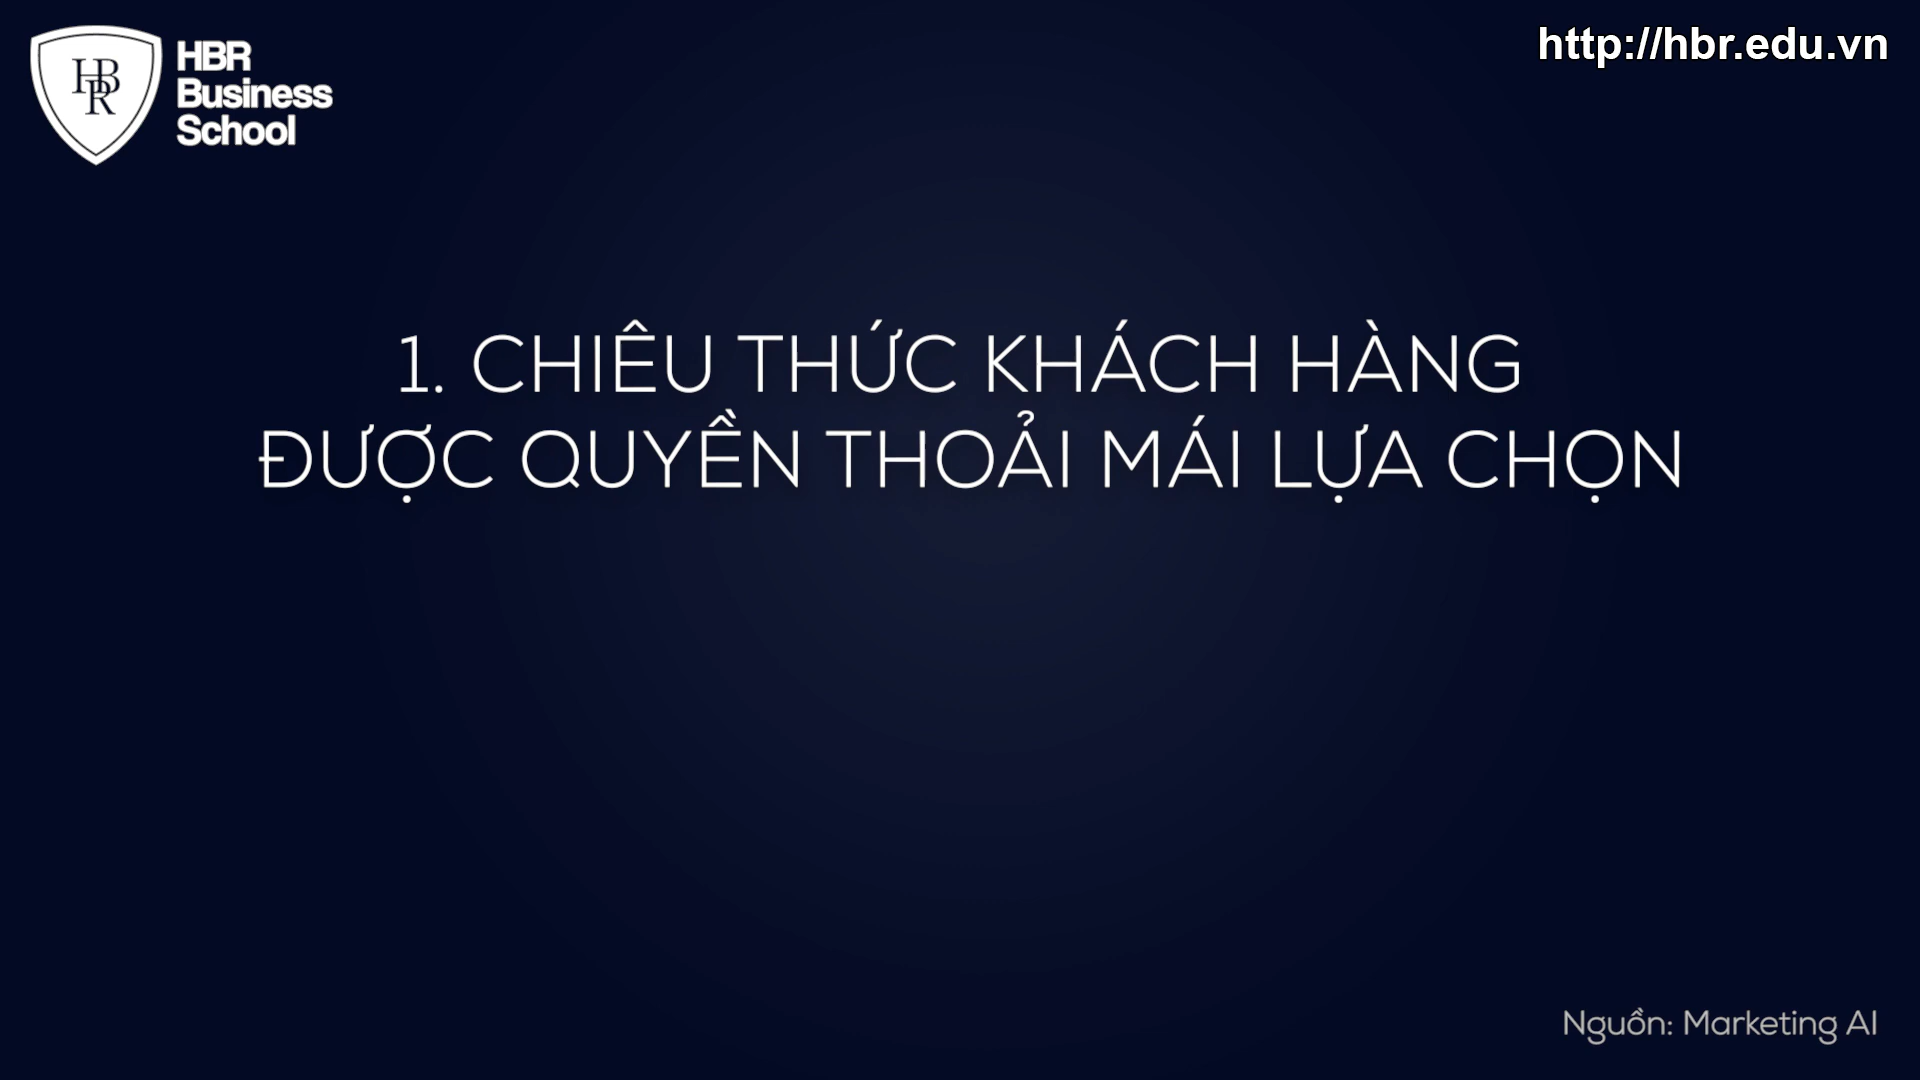 HBR
HBR
Business
School
http://hbr.edu.vn
1. CHIÊU THỨC KHÁCH HÀNG
ĐƯỢC QUYỀN THOẢI MÁI LỰA CHỌN
Nguồn: Marketing AI